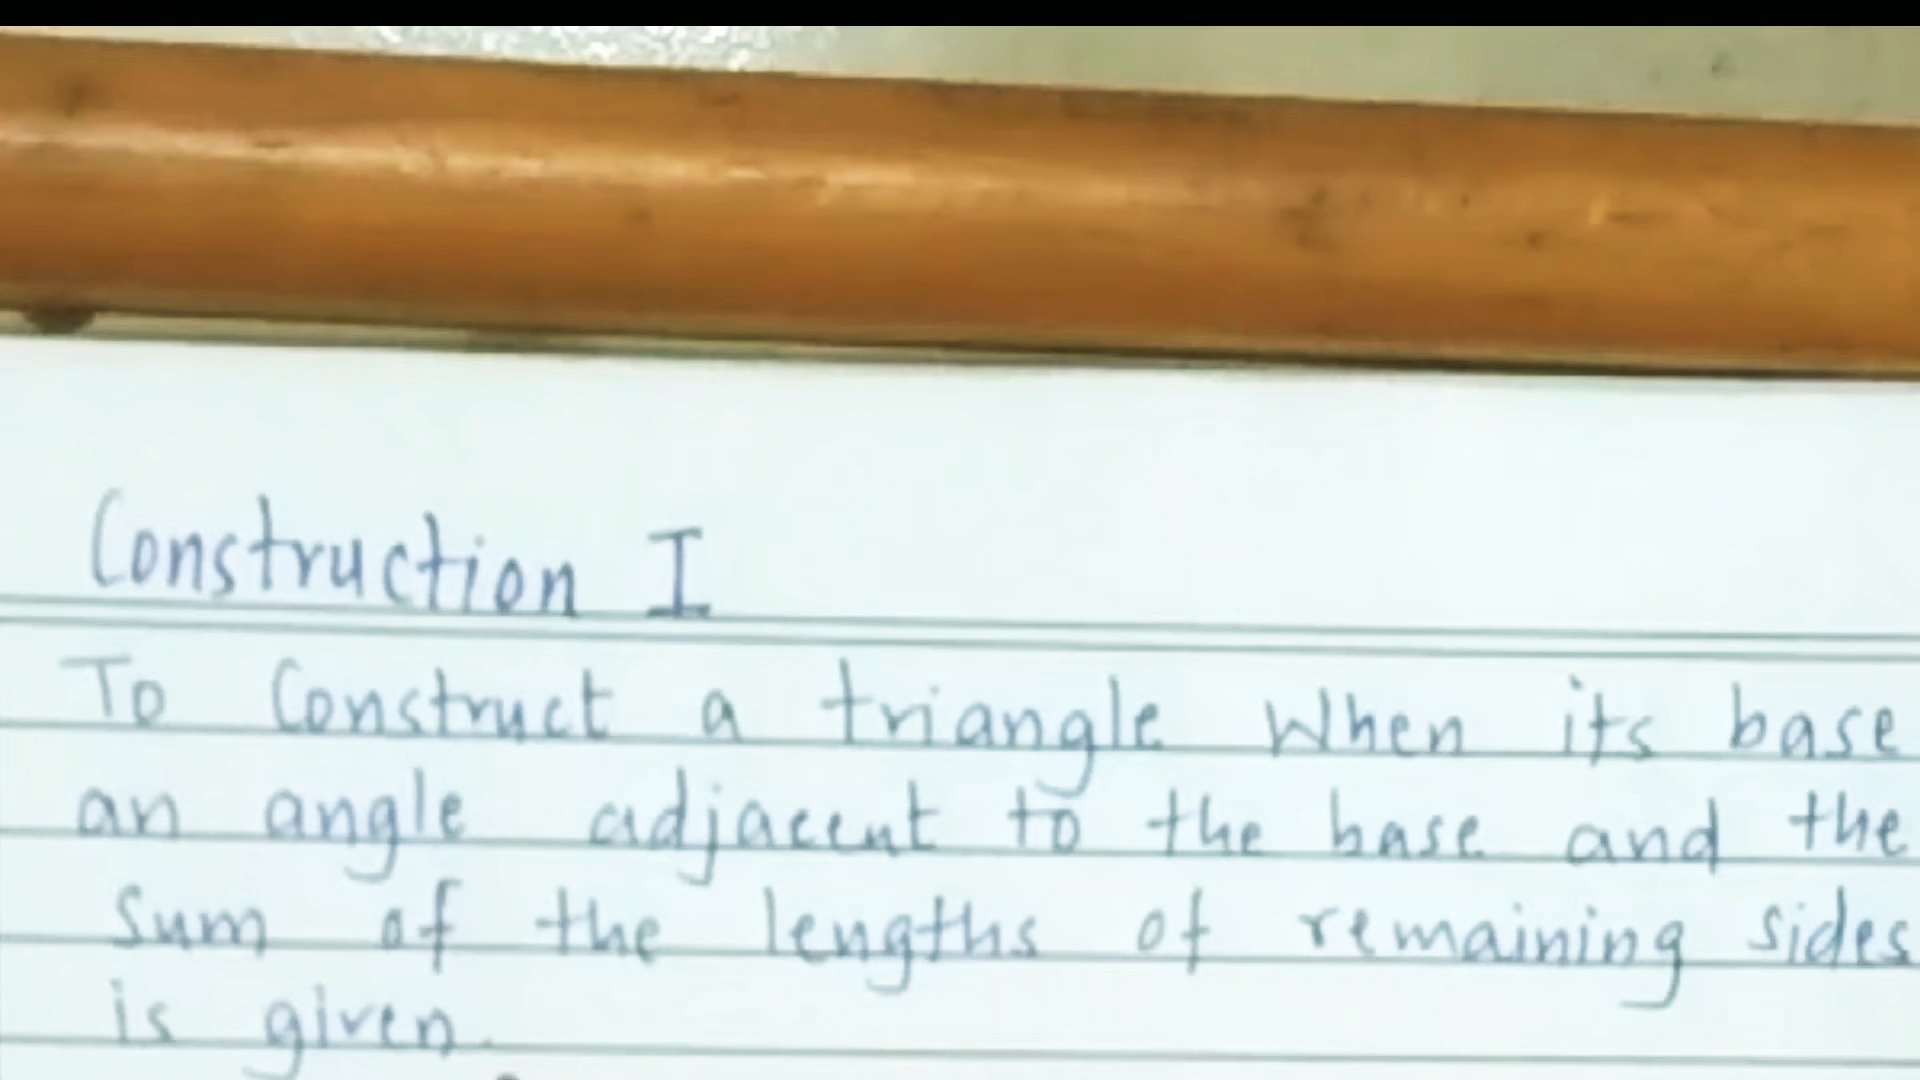 Construction I
To Construct a triangle When its base
an angle adjacent to the base and the
Sum of the lengths of remaining sides
is given.